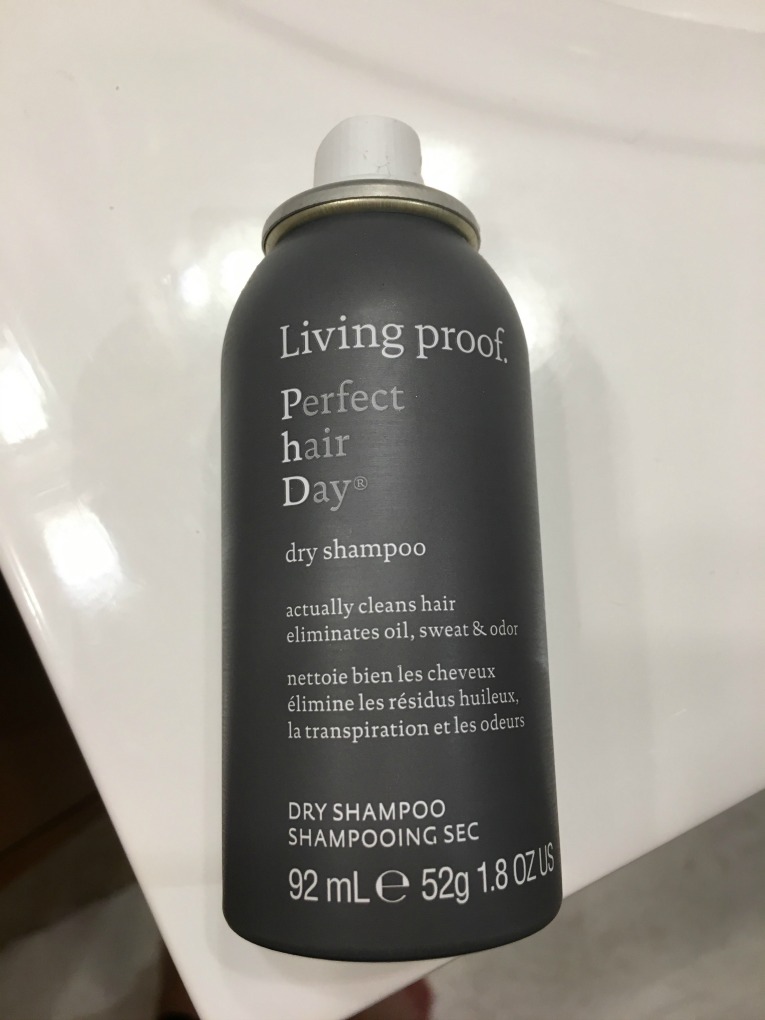 Living proof.
Perfect
hair
Day®
dry shampoo
actually cleans hair
eliminates oil, sweat & odor
nettoie bien les cheveux
élimine les résidus huileux,
la transpiration et les odeurs
DRY SHAMPOO
SHAMPOOING SEC
92 mL ℮ 52g 1.8 OZ US